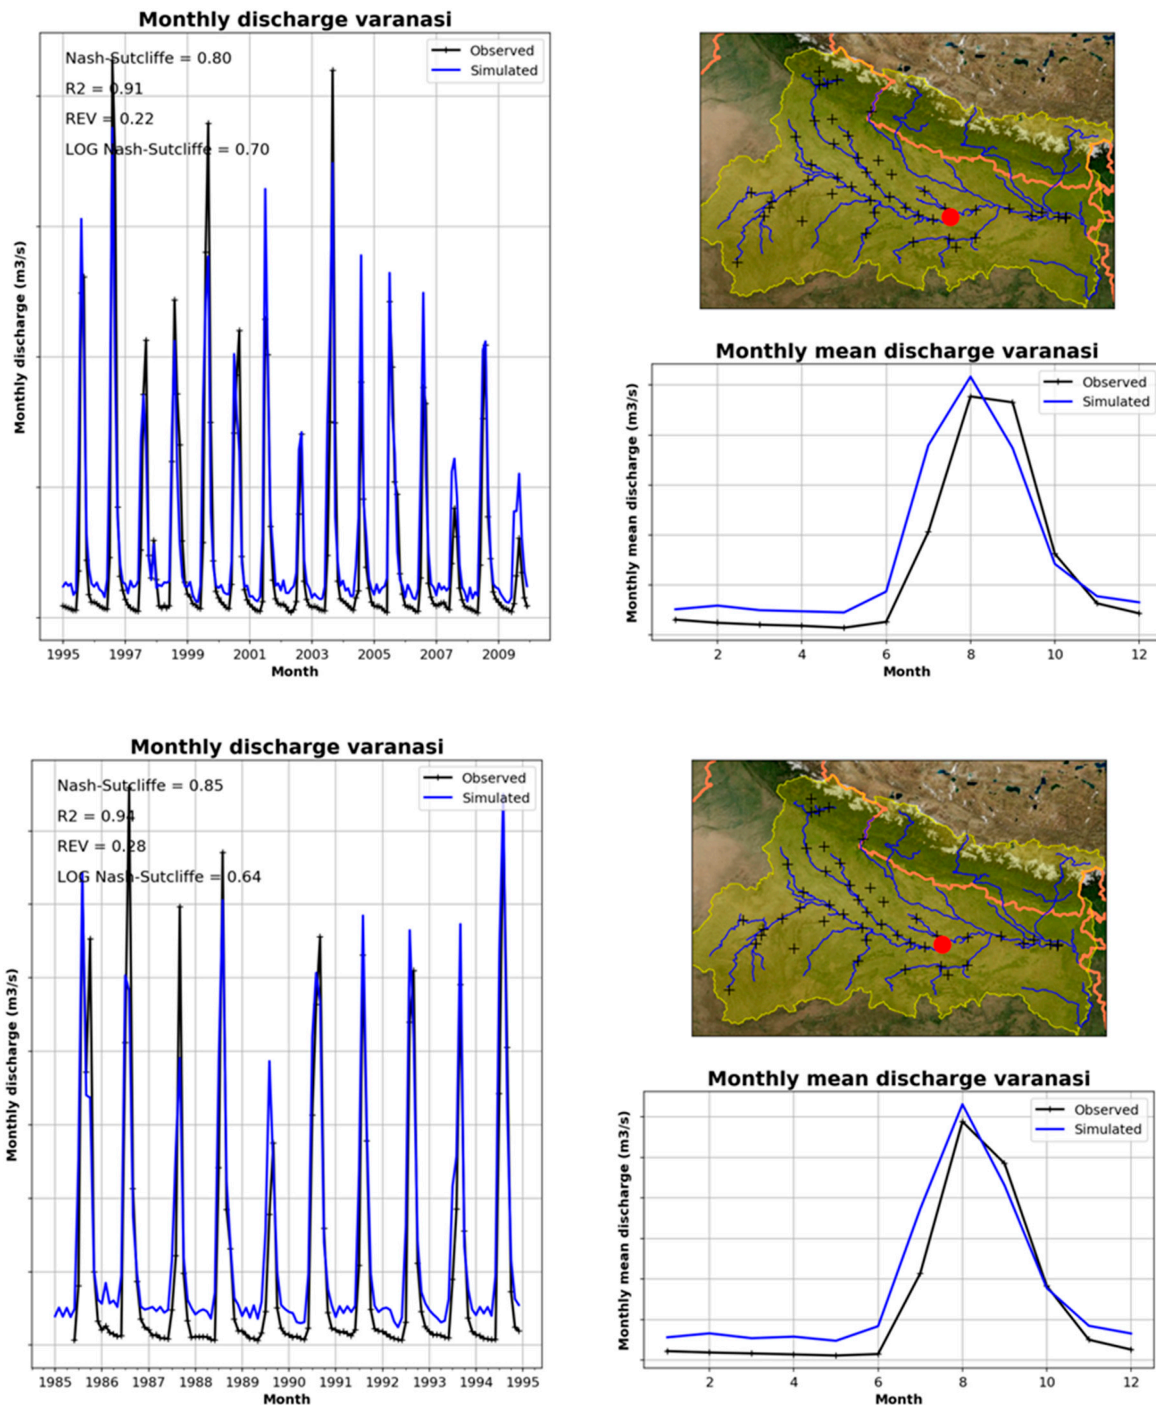 Monthly discharge varanasi
Nash-Sutcliffe = 0.80
R2 = 0.91
REV = 0.22
LOG Nash-Sutcliffe = 0.70
Observed
Simulated
Monthly discharge (m3/s)
1995 1997 1999 2001 2003 2005 2007 2009
Month
Monthly mean discharge varanasi
Observed
Simulated
Monthly mean discharge (m3/s)
2 4 6 8 10 12
Month
Monthly discharge varanasi
Nash-Sutcliffe = 0.85
R2 = 0.94
REV = 0.28
LOG Nash-Sutcliffe = 0.64
Observed
Simulated
Monthly discharge (m3/s)
1985 1986 1987 1988 1989 1990 1991 1992 1993 1994 1995
Month
Monthly mean discharge varanasi
Observed
Simulated
Monthly mean discharge (m3/s)
2 4 6 8 10 12
Month